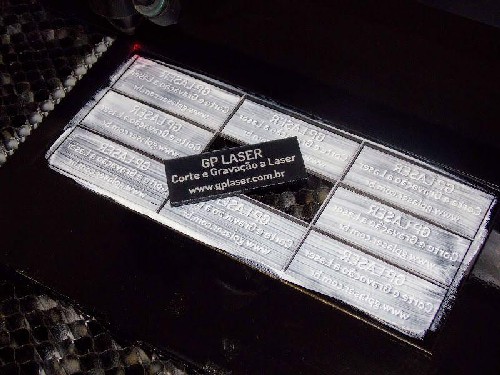 GP LASER
Corte e Gravação a Laser
www.gplaser.com.br